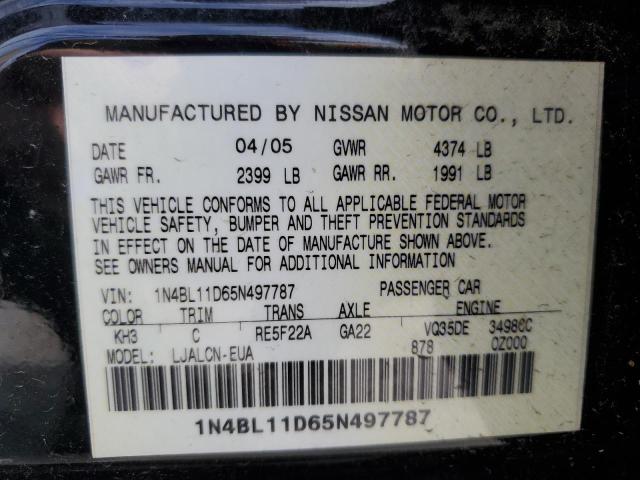 MANUFACTURED BY NISSAN MOTOR CO., LTD.
DATE 04/05 GVWR 4374 LB
GAWR FR. 2399 LB GAWR RR. 1991 LB
THIS VEHICLE CONFORMS TO ALL APPLICABLE FEDERAL MOTOR
VEHICLE SAFETY, BUMPER AND THEFT PREVENTION STANDARDS
IN EFFECT ON THE DATE OF MANUFACTURE SHOWN ABOVE.
SEE OWNERS MANUAL FOR ADDITIONAL INFORMATION
VIN: 1N4BL11D65N497787 PASSENGER CAR
COLOR TRIM TRANS AXLE ENGINE
KH3 C RE5F22A GA22 VQ35DE 3498CC
MODEL: LJALCN-EUA 878 QZ000
1N4BL11D65N497787